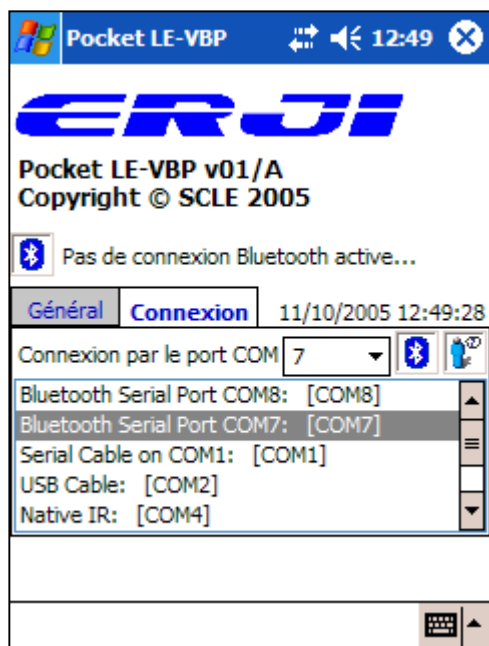 Pocket LE-VBP 12:49
ERJI
Pocket LE-VBP v01/A
Copyright © SCLE 2005
Pas de connexion Bluetooth active...
Général Connexion 11/10/2005 12:49:28
Connexion par le port COM 7
Bluetooth Serial Port COM8: [COM8]
Bluetooth Serial Port COM7: [COM7]
Serial Cable on COM1: [COM1]
USB Cable: [COM2]
Native IR: [COM4]